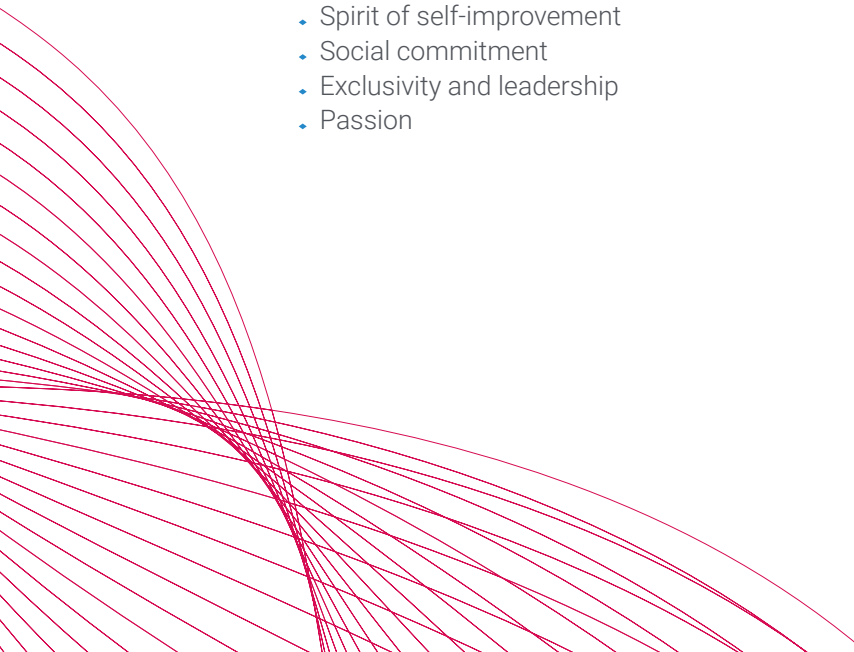 Spirit of self-improvement
Social commitment
Exclusivity and leadership
Passion